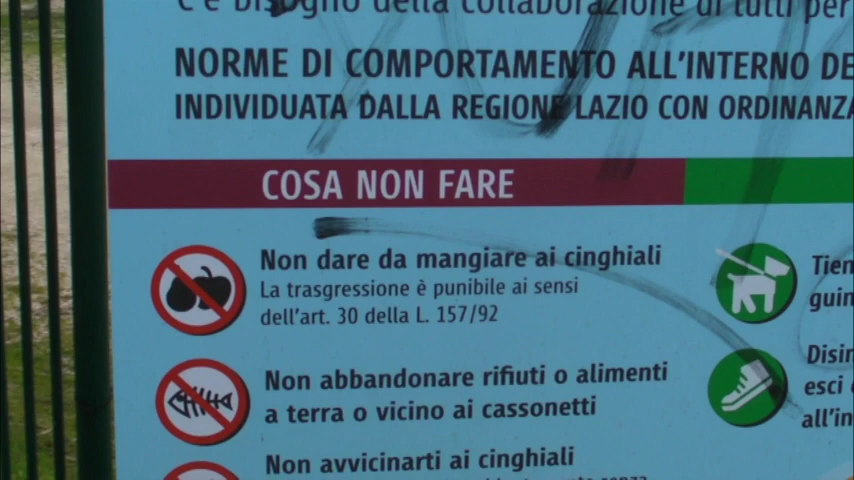 C'è bisogno della collaborazione di tutti per
NORME DI COMPORTAMENTO ALL'INTERNO DE
INDIVIDUATA DALLA REGIONE LAZIO CON ORDINANZA
COSA NON FARE
Non dare da mangiare ai cinghiali
La trasgressione è punibile ai sensi
dell'art. 30 della L. 157/92
Non abbandonare rifiuti o alimenti
a terra o vicino ai cassonetti
Non avvicinarti ai cinghiali
Tien
guin
Disin
esci
all'in